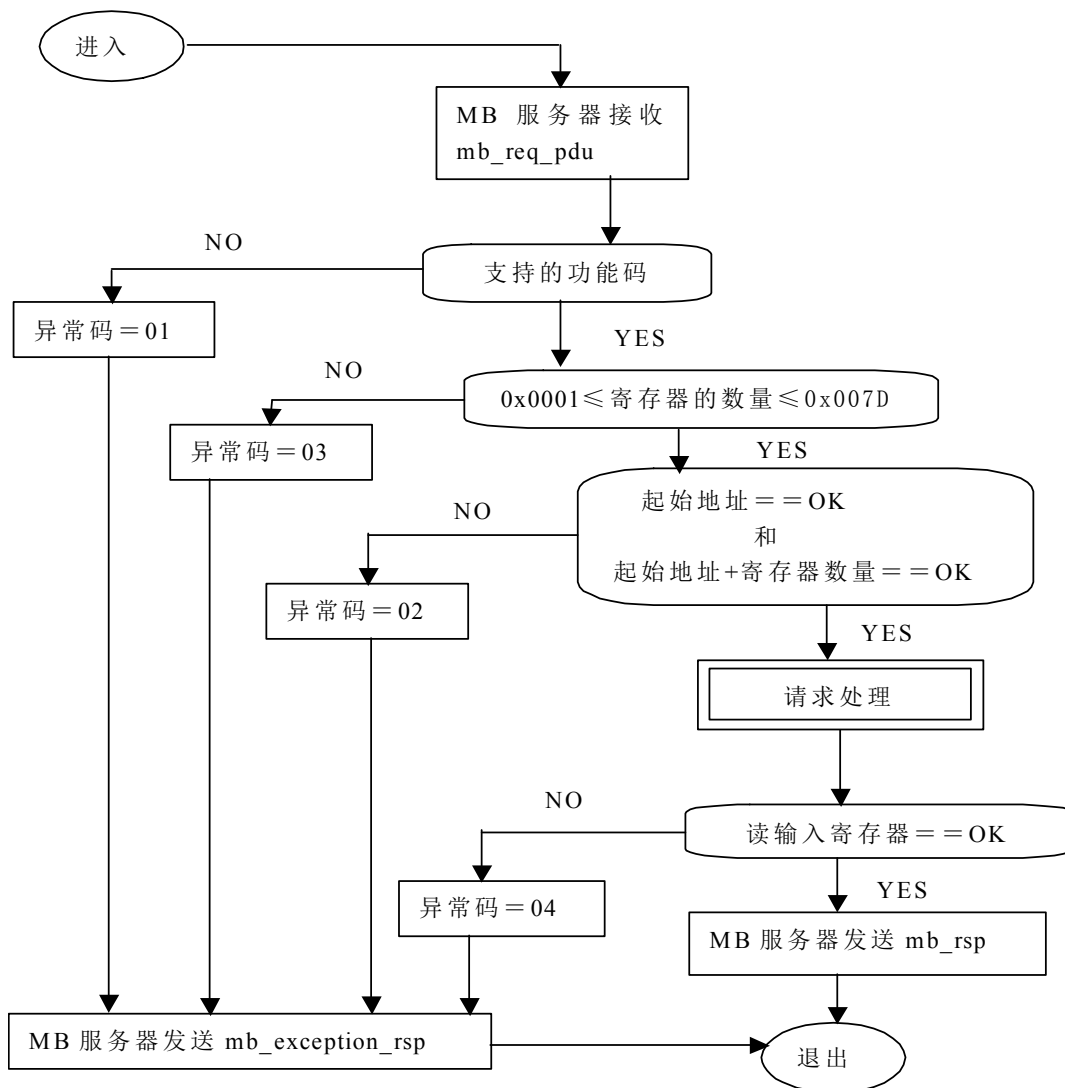 进入
MB 服务器接收
mb_req_pdu
NO
支持的功能码
异常码＝01
YES
NO
0x0001≤寄存器的数量≤0x007D
异常码＝03
YES
起始地址＝＝OK
NO
和
起始地址+寄存器数量＝＝OK
异常码＝02
YES
请求处理
NO
读输入寄存器＝＝OK
异常码＝04
YES
MB 服务器发送 mb_rsp
MB 服务器发送 mb_exception_rsp
退出